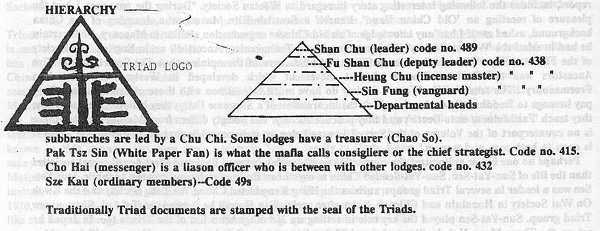 HIERARCHY
TRIAD LOGO
Shan Chu (leader) code no. 489
Fu Shan Chu (deputy leader) code no. 438
Heung Chu (incense master) " " "
Sin Fung (vanguard) " " "
Departmental heads
subbranches are led by a Chu Chi. Some lodges have a treasurer (Chao So).
Pak Tsz Sin (White Paper Fan) is what the mafia calls consigliere or the chief strategist. Code no. 415.
Cho Hai (messenger) is a liason officer who is between with other lodges. code no. 432
Sze Kau (ordinary members)--Code 49s
Traditionally Triad documents are stamped with the seal of the Triads.